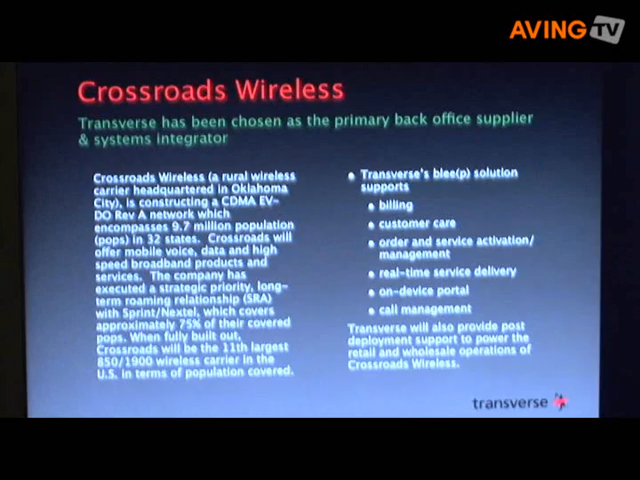 AVING TV
Crossroads Wireless
Transverse has been chosen as the primary back office supplier
& systems integrator
Crossroads Wireless (a rural wireless
carrier headquartered in Oklahoma
City), is constructing a CDMA EV-
DO Rev A network which
encompasses 9.7 million population
(pops) in 32 states. Crossroads will
offer mobile voice, data and high
speed broadband products and
services. The company has
executed a strategic priority, long-
term roaming relationship (SRA)
with Sprint/Nextel, which covers
approximately 75% of their covered
pops. When fully built out,
Crossroads will be the 11th largest
850/1900 wireless carrier in the
U.S. in terms of population covered.
• Transverse's blee(p) solution
supports
• billing
• customer care
• order and service activation/
management
• real-time service delivery
• on-device portal
• call management
Transverse will also provide post
deployment support to power the
retail and wholesale operations of
Crossroads Wireless.
transverse